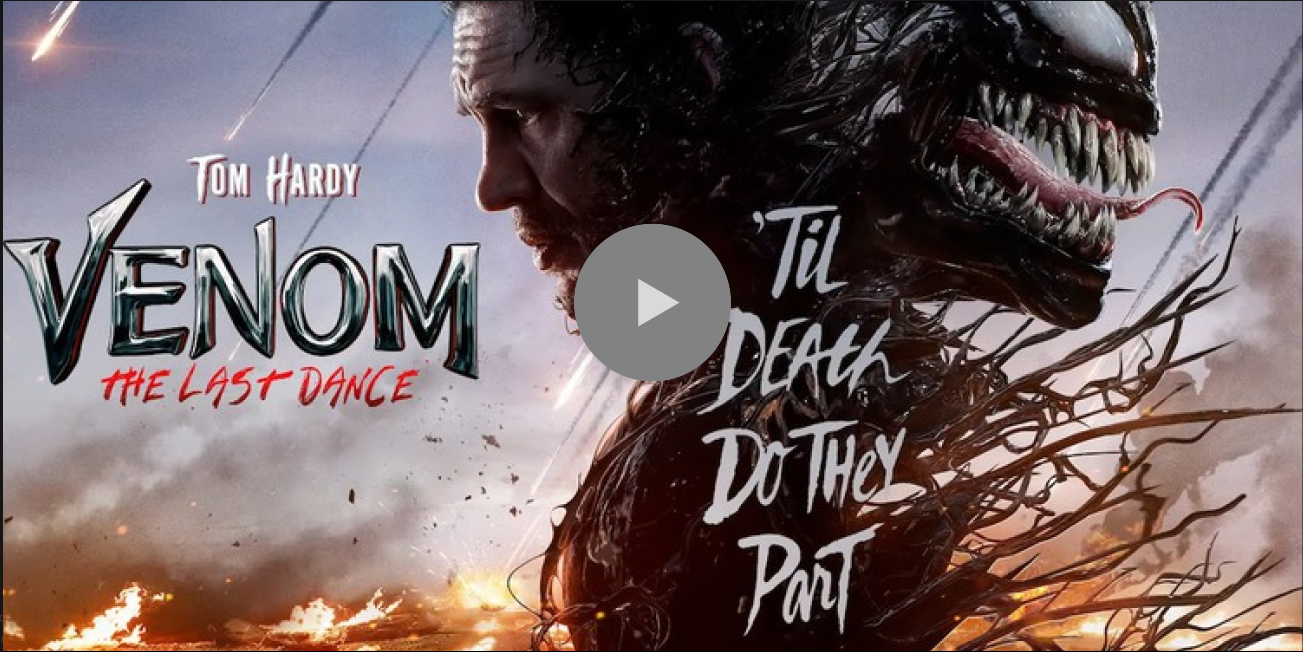 TOM HARDY
VENOM
THE LAST DANCE
'TiL
DEAth
DO THeY
ParT